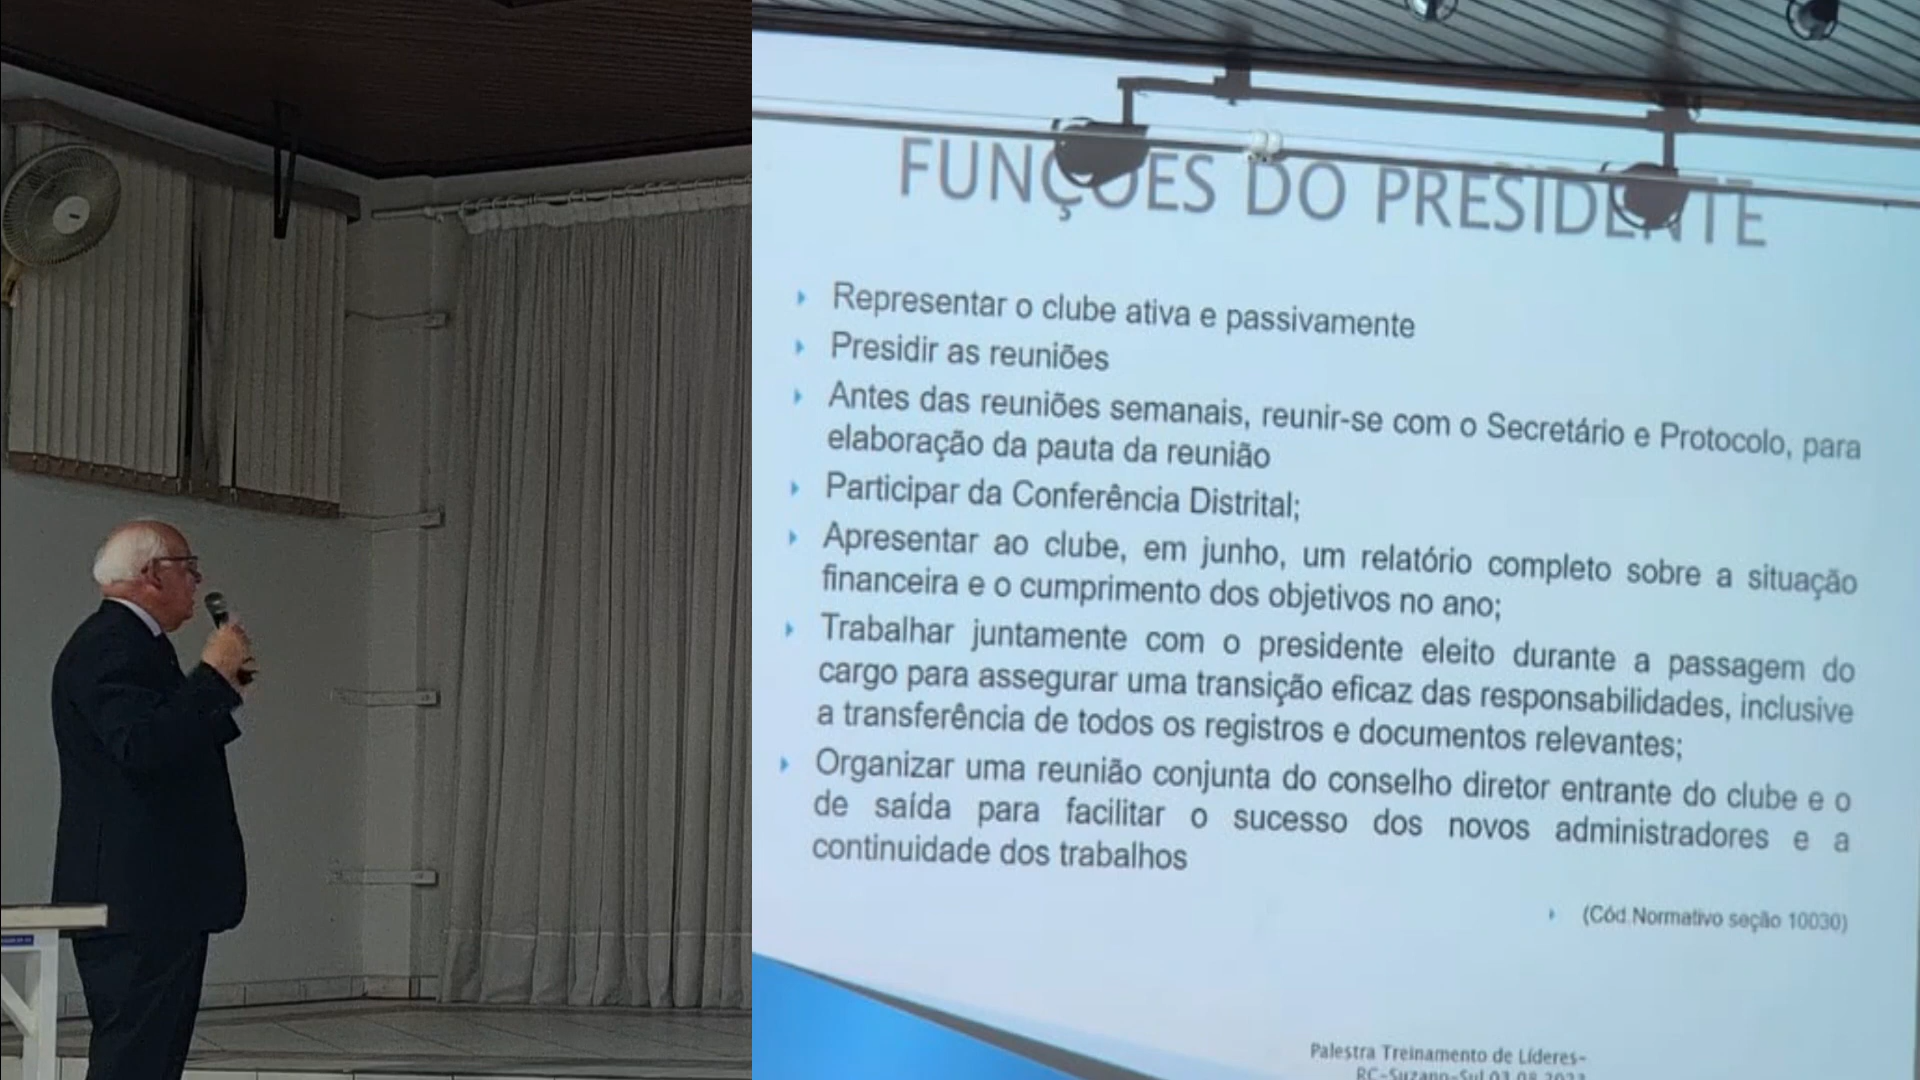 FUNÇÕES DO PRESIDENTE
Representar o clube ativa e passivamente
Presidir as reuniões
Antes das reuniões semanais, reunir-se com o Secretário e Protocolo, para
elaboração da pauta da reunião
Participar da Conferência Distrital;
Apresentar ao clube, em junho, um relatório completo sobre a situação
financeira e o cumprimento dos objetivos no ano;
Trabalhar juntamente com o presidente eleito durante a passagem do
cargo para assegurar uma transição eficaz das responsabilidades, inclusive
a transferência de todos os registros e documentos relevantes;
Organizar uma reunião conjunta do conselho diretor entrante do clube e o
de saída para facilitar o sucesso dos novos administradores e a
continuidade dos trabalhos
(Cód.Normativo seção 10030)
Palestra Treinamento de Líderes-
RC-Suzano-Sul